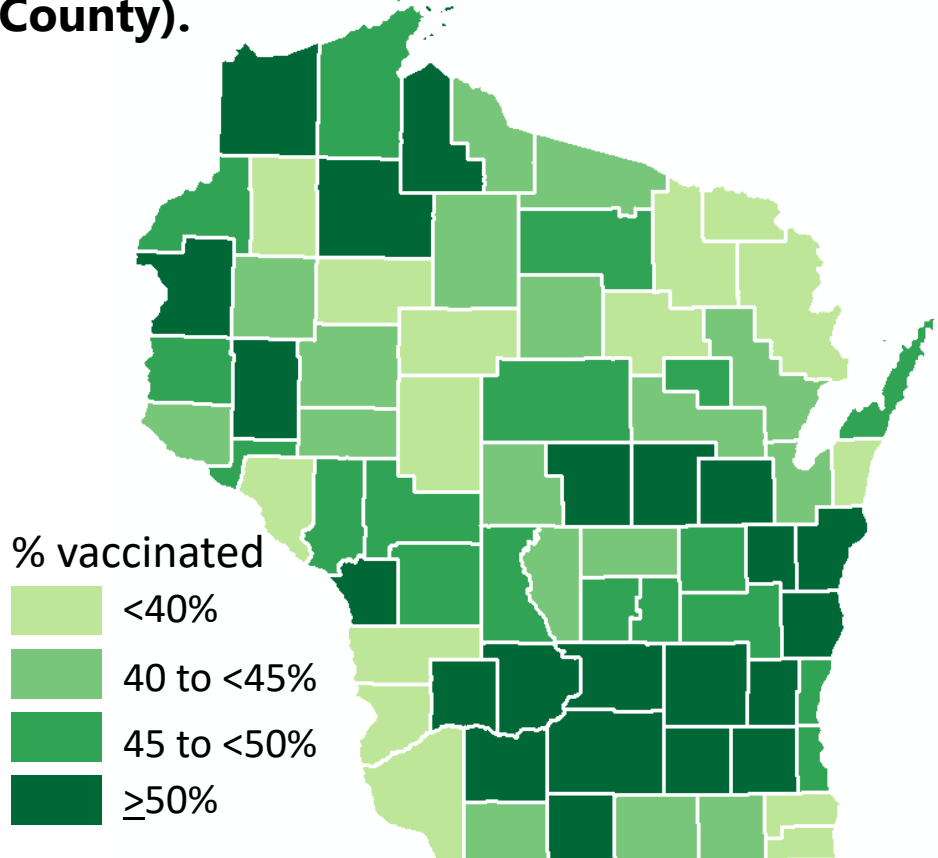 County).
% vaccinated
<40%
40 to <45%
45 to <50%
≥50%